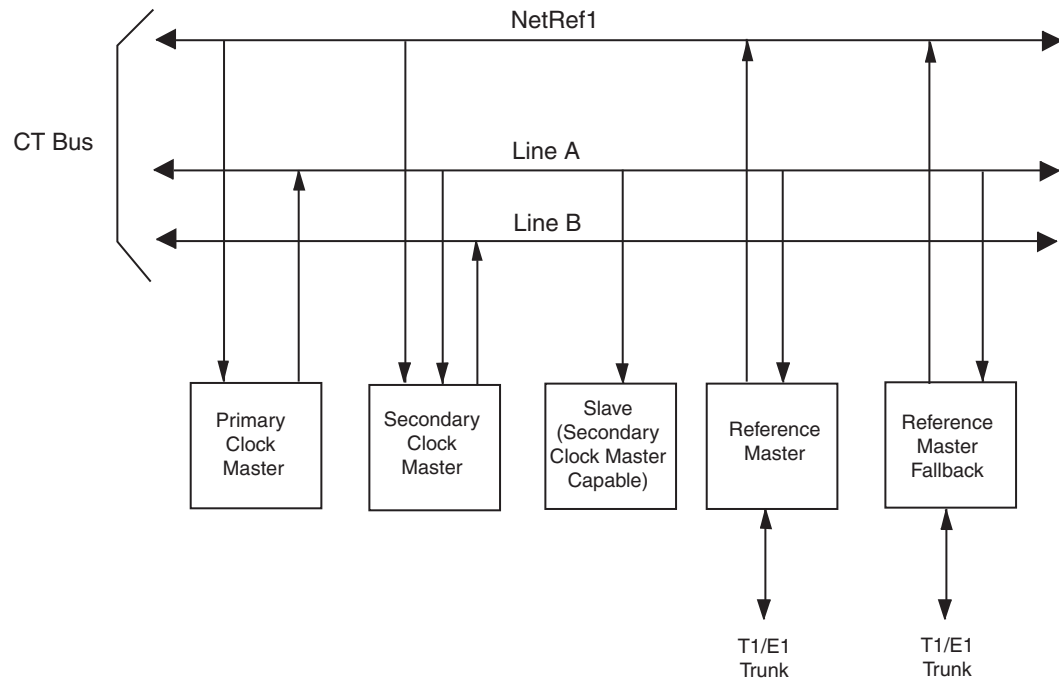 NetRef1
CT Bus
Line A
Line B
Primary
Clock
Master
Secondary
Clock
Master
Slave
(Secondary
Clock Master
Capable)
Reference
Master
Reference
Master
Fallback
T1/E1
Trunk
T1/E1
Trunk